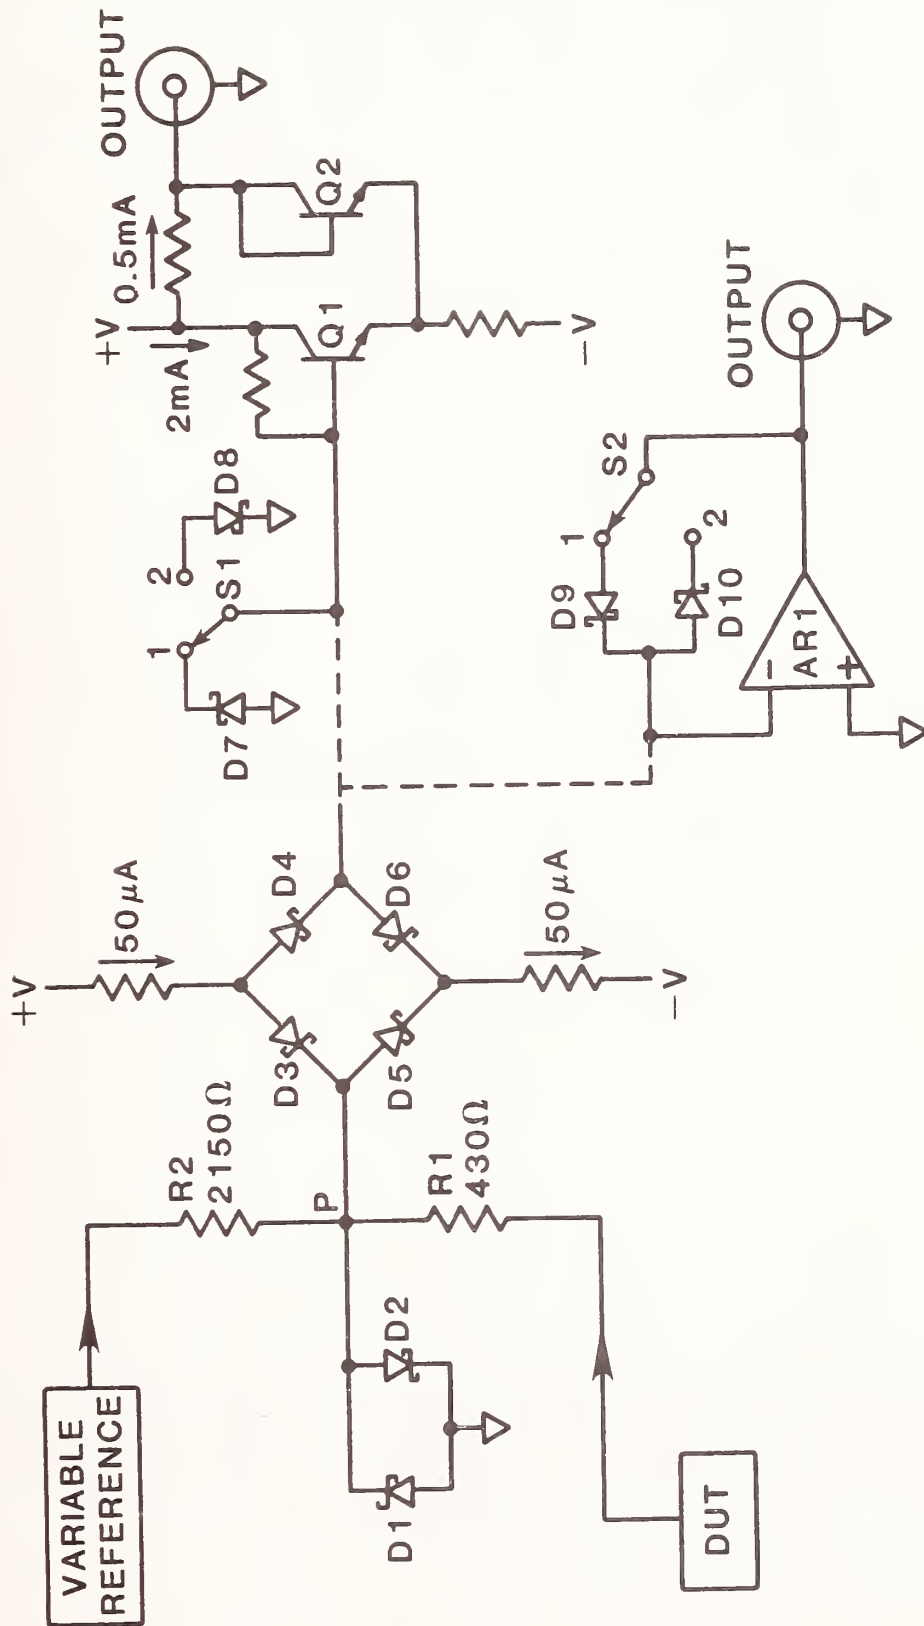 VARIABLE
REFERENCE
DUT
D1
D2
P
R2
2150Ω
R1
430Ω
+V
50µA
D3
D4
D5
D6
50µA
-V
D7
1
2
S1
D8
+V
2mA
0.5mA
Q1
Q2
-V
OUTPUT
D9
1
S2
D10
2
-
AR1
+
OUTPUT